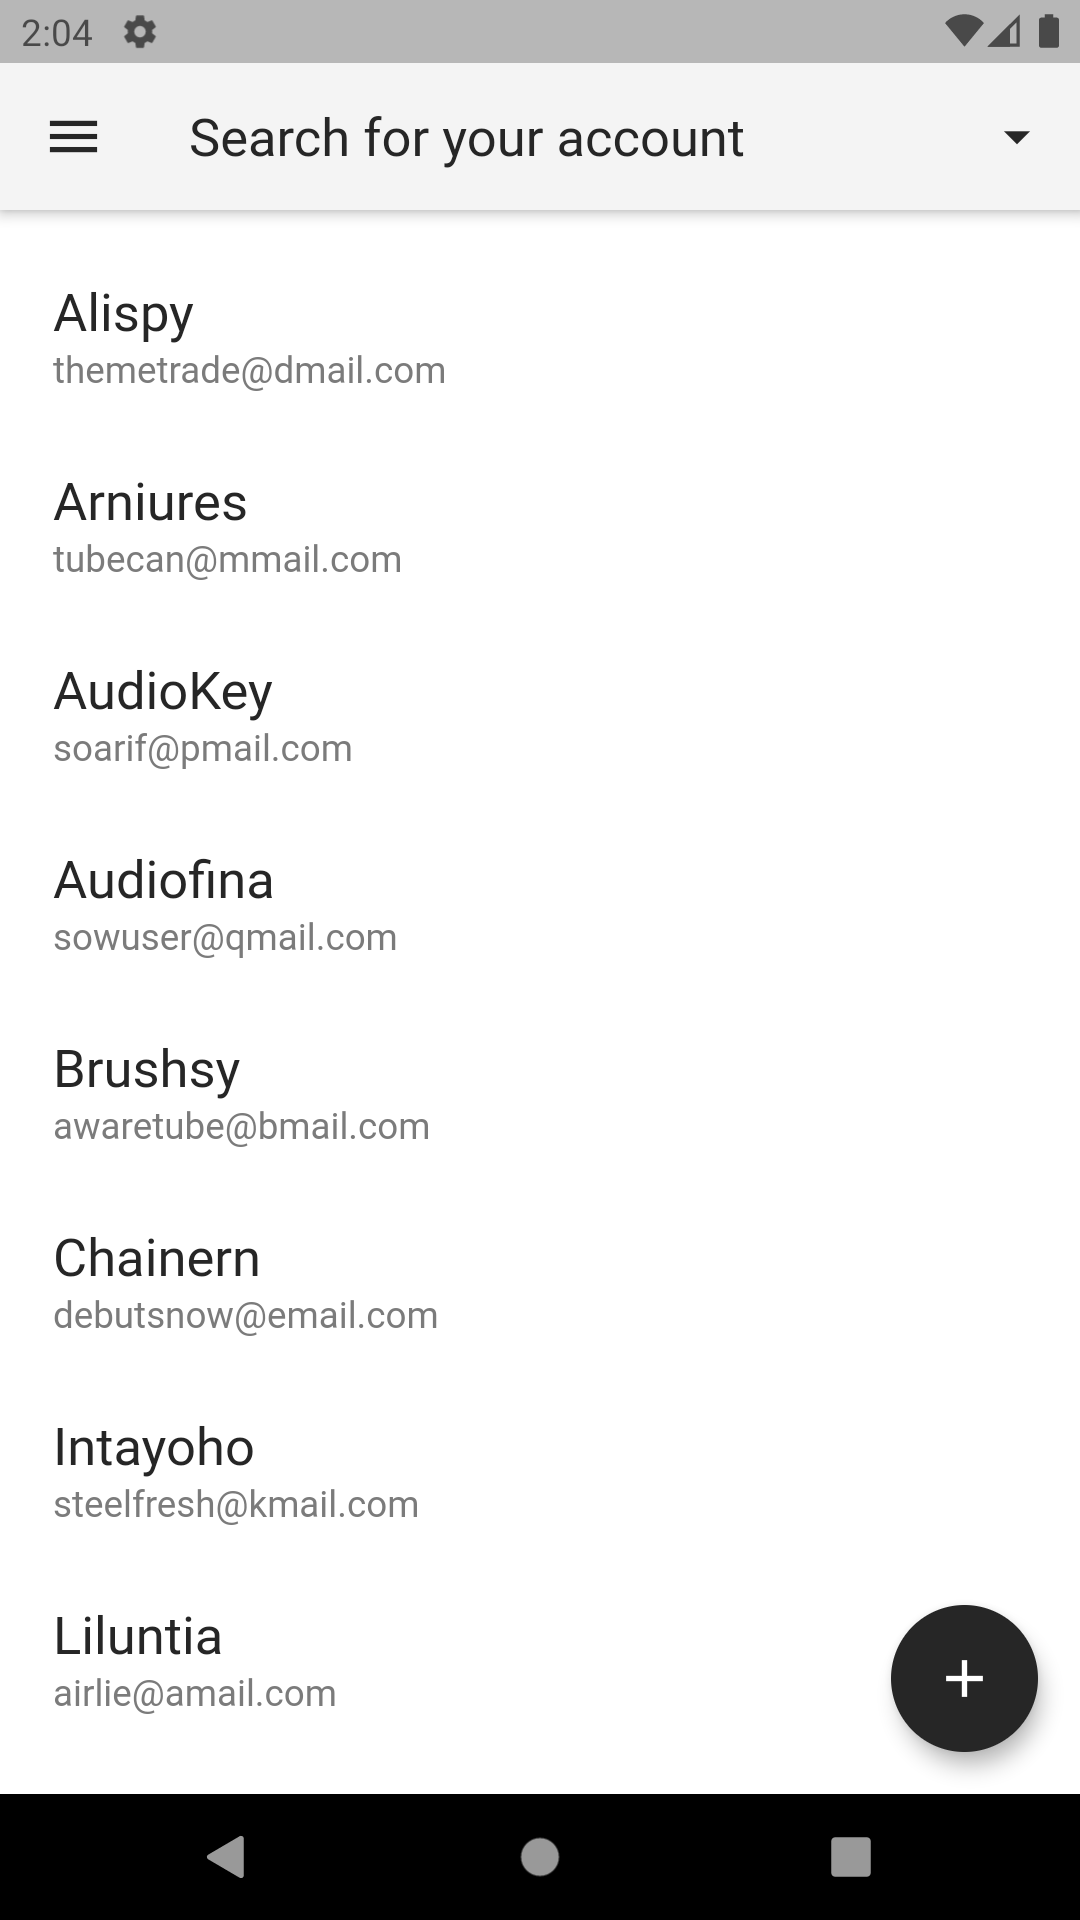 2:04
Search for your account
Alispy
themetrade@dmail.com
Arniures
tubecan@mmail.com
AudioKey
soarif@pmail.com
Audiofina
sowuser@qmail.com
Brushsy
awaretube@bmail.com
Chainern
debutsnow@email.com
Intayoho
steelfresh@kmail.com
Liluntia
airlie@amail.com